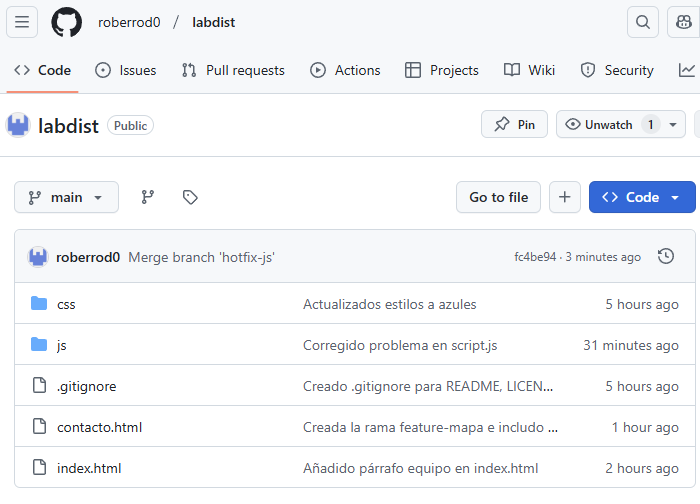 roberrod0 / labdist
Code Issues Pull requests Actions Projects Wiki Security
labdist Public Pin Unwatch 1
main Go to file Code
roberrod0 Merge branch 'hotfix-js' fc4be94 · 3 minutes ago
css Actualizados estilos a azules 5 hours ago
js Corregido problema en script.js 31 minutes ago
.gitignore Creado .gitignore para README, LICEN... 5 hours ago
contacto.html Creada la rama feature-mapa e includo ... 1 hour ago
index.html Añadido párrafo equipo en index.html 2 hours ago